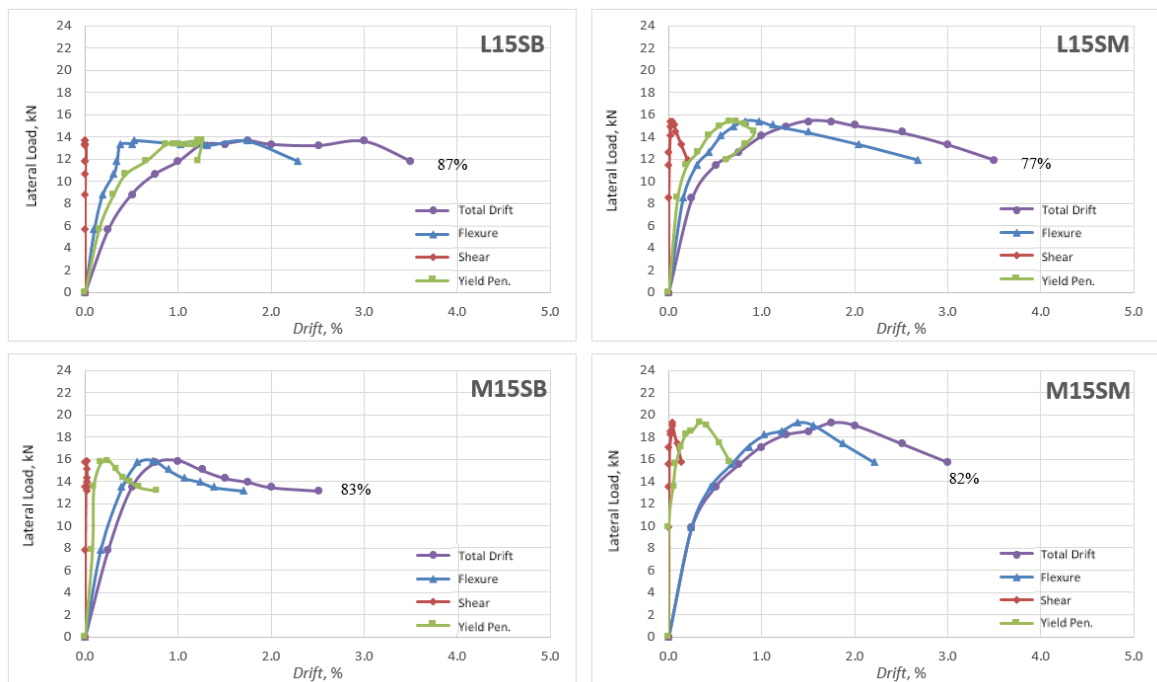 L15SB
24
22
20
18
16
14
12
10
8
6
4
2
0
Lateral Load, kN
87%
Total Drift
Flexure
Shear
Yield Pen.
0.0 1.0 2.0 3.0 4.0 5.0
Drift, %
L15SM
24
22
20
18
16
14
12
10
8
6
4
2
0
Lateral Load, kN
77%
Total Drift
Flexure
Shear
Yield Pen.
0.0 1.0 2.0 3.0 4.0 5.0
Drift, %
M15SB
24
22
20
18
16
14
12
10
8
6
4
2
0
Lateral Load, kN
83%
Total Drift
Flexure
Shear
Yield Pen.
0.0 1.0 2.0 3.0 4.0 5.0
Drift, %
M15SM
24
22
20
18
16
14
12
10
8
6
4
2
0
Lateral Load, kN
82%
Total Drift
Flexure
Shear
Yield Pen.
0.0 1.0 2.0 3.0 4.0 5.0
Drift, %